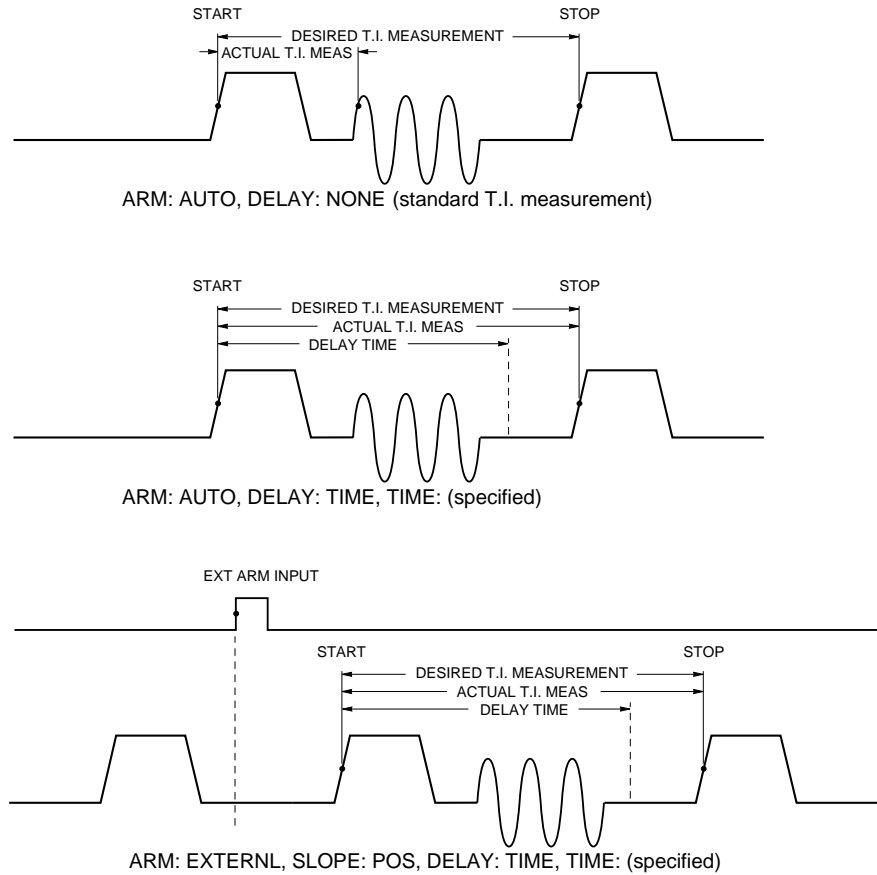 START STOP
DESIRED T.I. MEASUREMENT
ACTUAL T.I. MEAS
ARM: AUTO, DELAY: NONE (standard T.I. measurement)
START STOP
DESIRED T.I. MEASUREMENT
ACTUAL T.I. MEAS
DELAY TIME
ARM: AUTO, DELAY: TIME, TIME: (specified)
EXT ARM INPUT
START STOP
DESIRED T.I. MEASUREMENT
ACTUAL T.I. MEAS
DELAY TIME
ARM: EXTERNL, SLOPE: POS, DELAY: TIME, TIME: (specified)